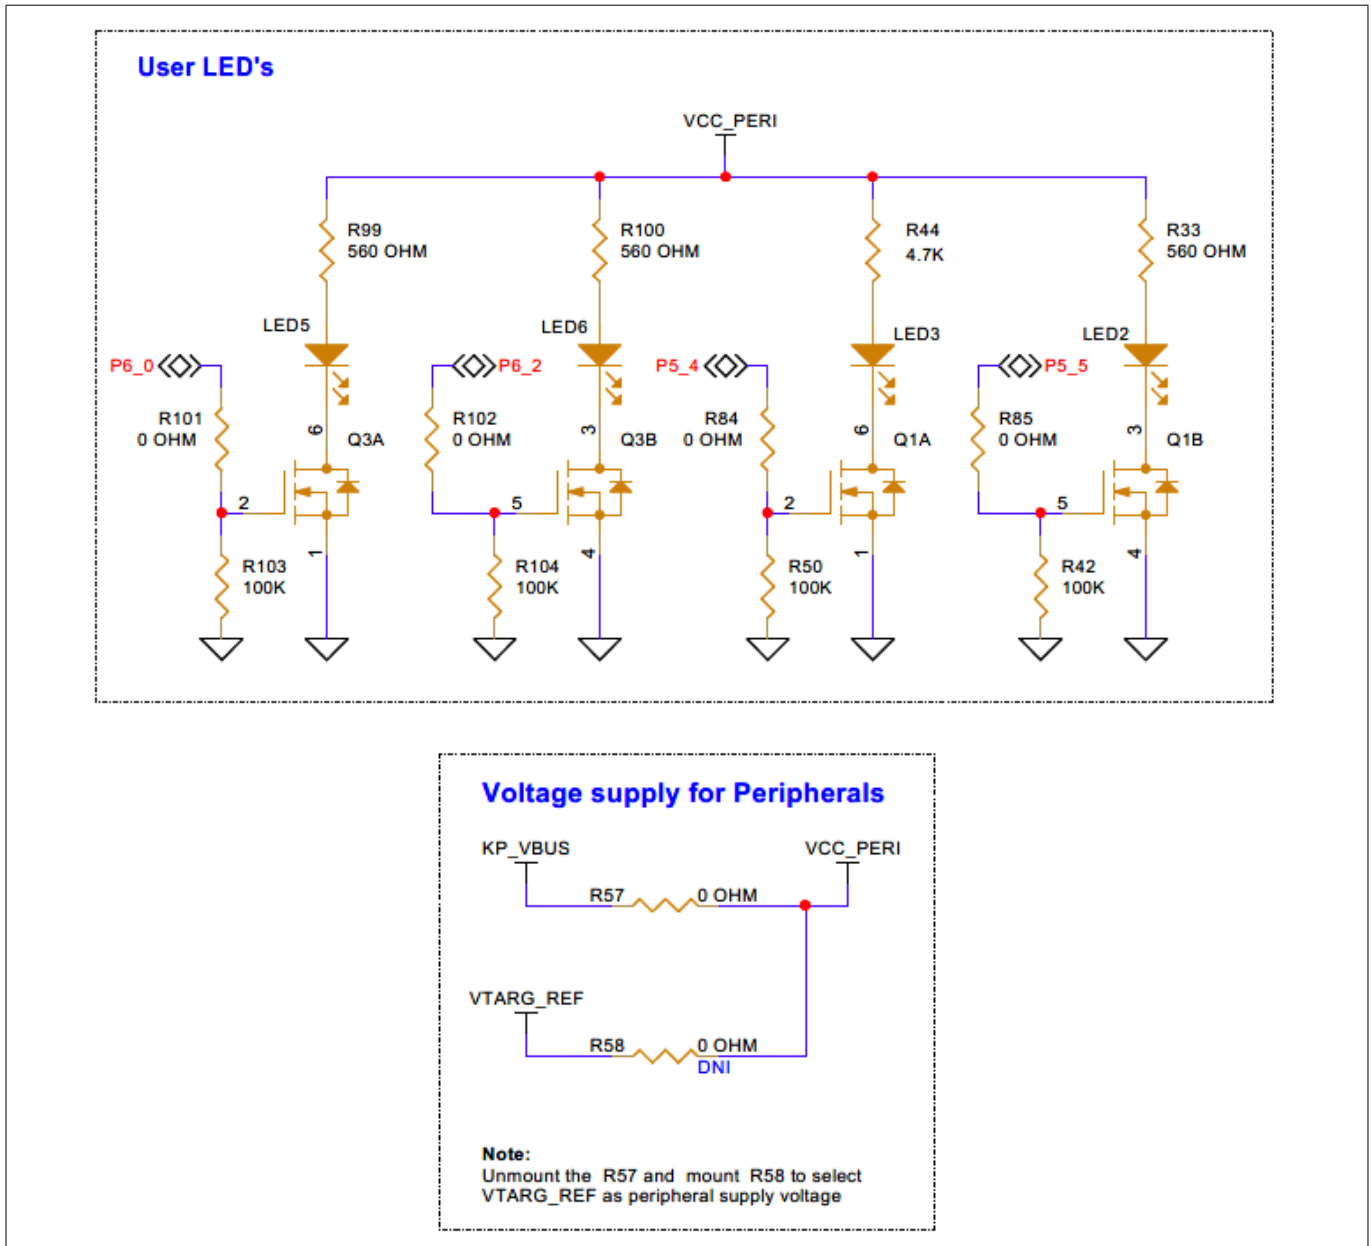 User LED's
VCC_PERI
R99
560 OHM
R100
560 OHM
R44
4.7K
R33
560 OHM
LED5
LED6
LED3
LED2
P6_0
P6_2
P5_4
P5_5
R101
0 OHM
6
Q3A
R102
0 OHM
3
Q3B
R84
0 OHM
6
Q1A
R85
0 OHM
3
Q1B
2
5
2
5
1
4
1
4
R103
100K
R104
100K
R50
100K
R42
100K
Voltage supply for Peripherals
KP_VBUS
VCC_PERI
R57
0 OHM
VTARG_REF
R58
0 OHM
DNI
Note:
Unmount the R57 and mount R58 to select
VTARG_REF as peripheral supply voltage